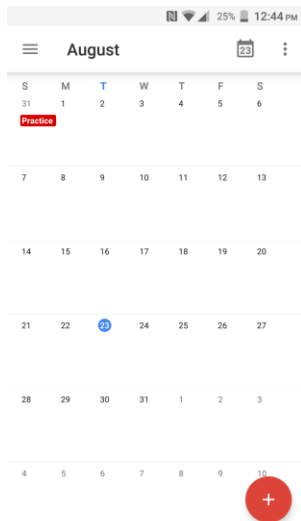 25% 12:44 PM
August 23
S M T W T F S
31 1 2 3 4 5 6
Practice
7 8 9 10 11 12 13
14 15 16 17 18 19 20
21 22 23 24 25 26 27
28 29 30 31 1 2 3
4 5 6 7 8 9 10